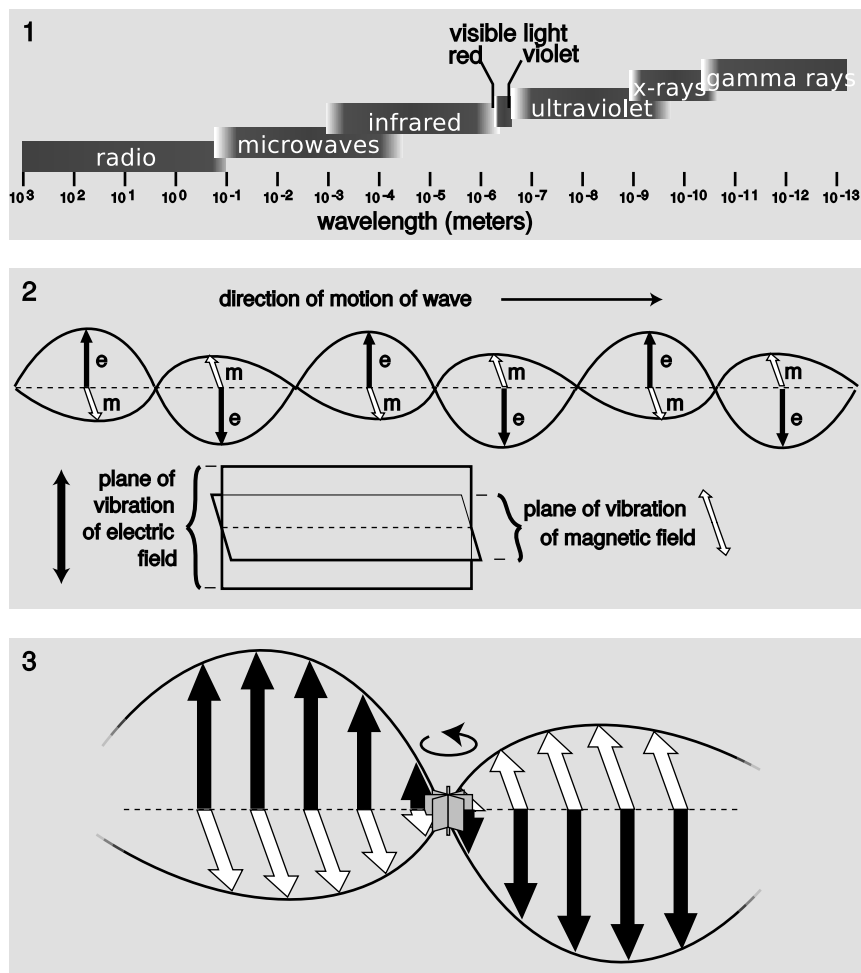 1
visible light
red violet
radio
microwaves
infrared
ultraviolet
x-rays
gamma rays
10³ 10² 10¹ 10⁰ 10⁻¹ 10⁻² 10⁻³ 10⁻⁴ 10⁻⁵ 10⁻⁶ 10⁻⁷ 10⁻⁸ 10⁻⁹ 10⁻¹⁰ 10⁻¹¹ 10⁻¹² 10⁻¹³
wavelength (meters)
2
direction of motion of wave
e m e m e m
m e m e m e
plane of
vibration
of electric
field
plane of vibration
of magnetic field
3